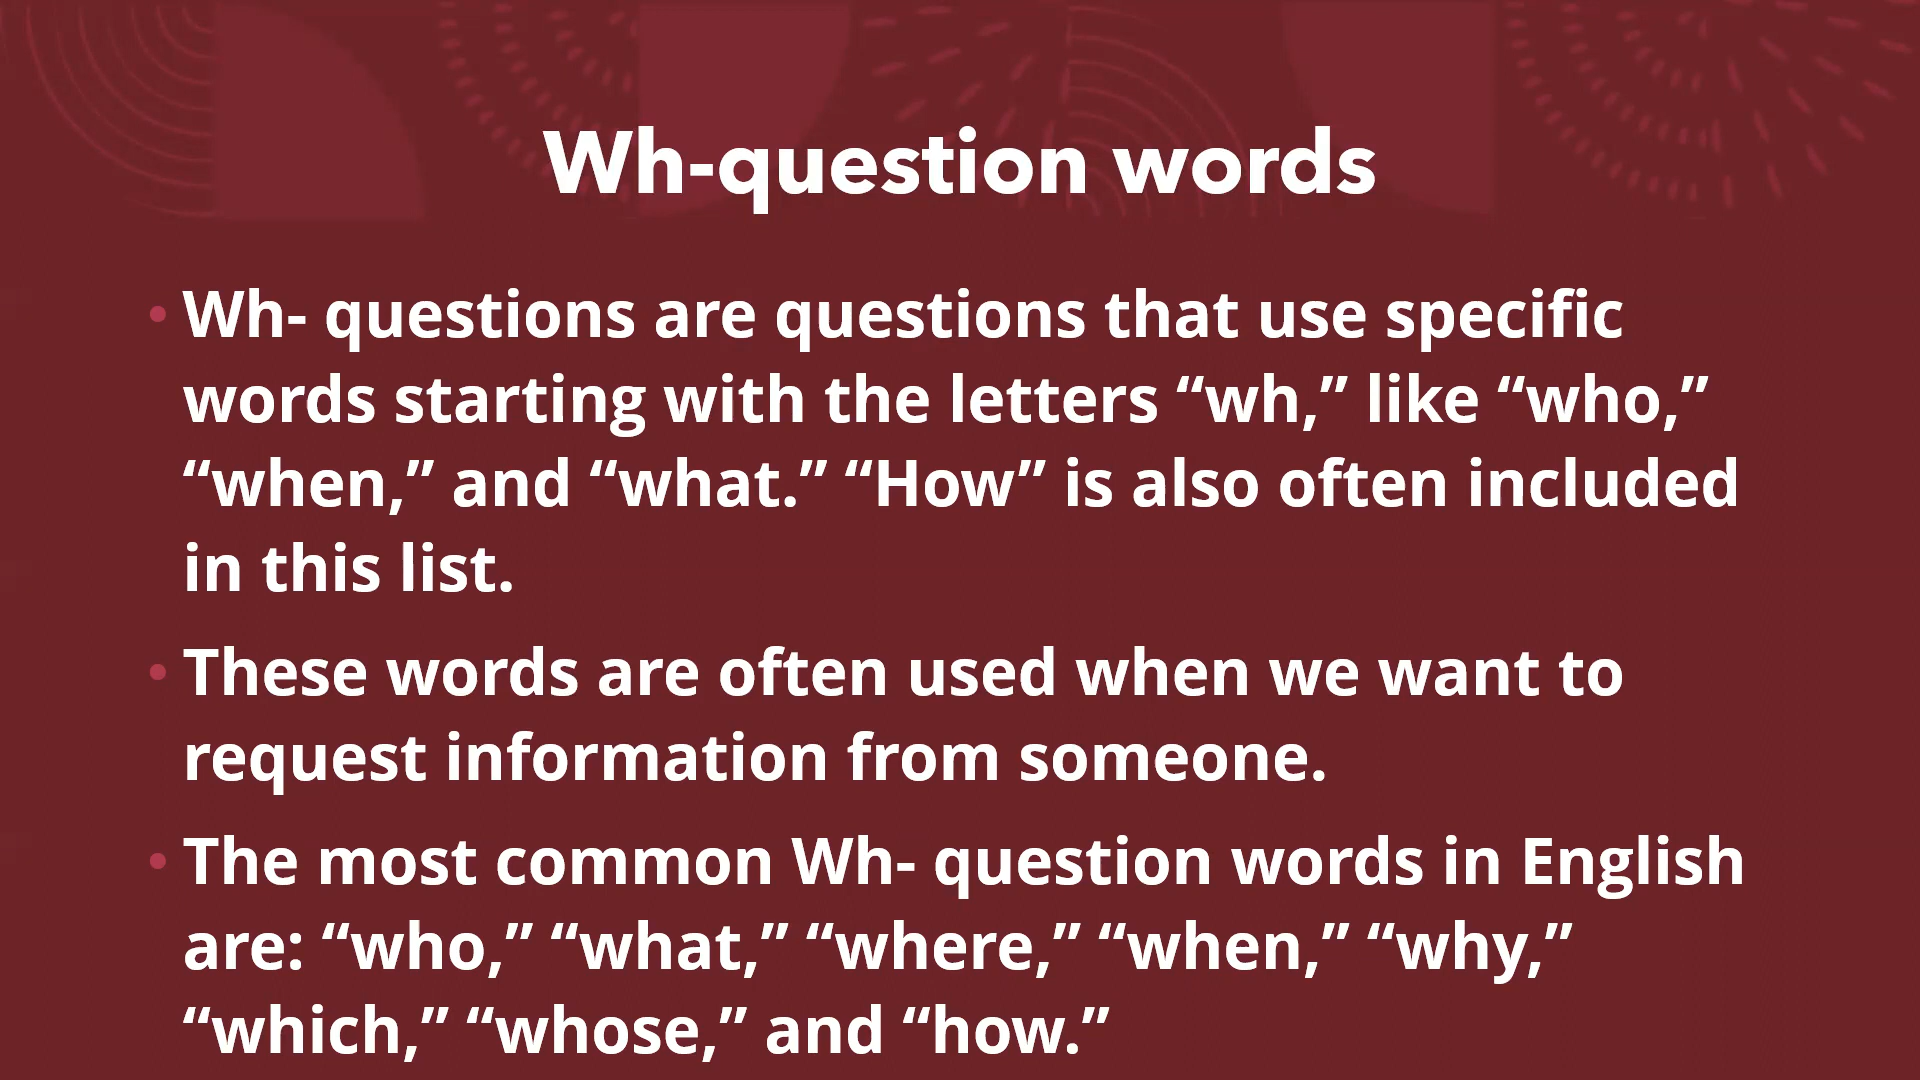 Wh-question words
• Wh- questions are questions that use specific
words starting with the letters “wh,” like “who,”
“when,” and “what.” “How” is also often included
in this list.
• These words are often used when we want to
request information from someone.
• The most common Wh- question words in English
are: “who,” “what,” “where,” “when,” “why,”
“which,” “whose,” and “how.”